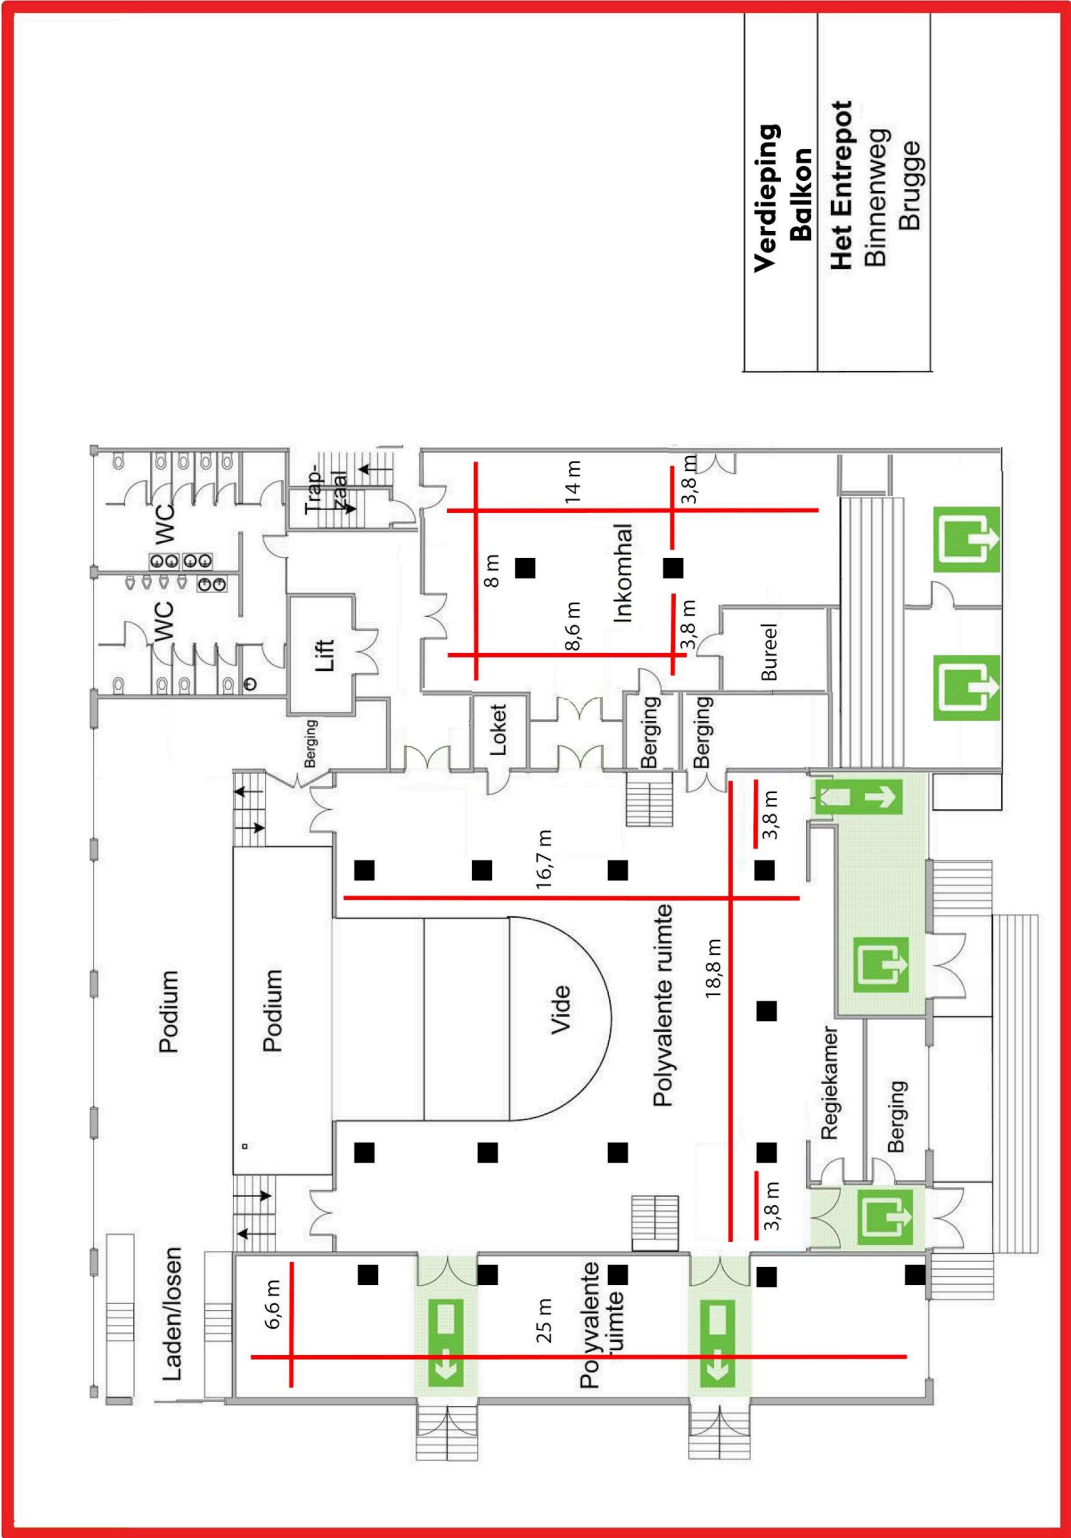 Verdieping
Balkon
Het Entrepot
Binnenweg
Brugge
WC
WC
Trap-
zaal
Lift
Berging
14 m
3,8 m
8 m
Inkomhal
8,6 m
3,8 m
Bureel
Loket
Berging
Berging
3,8 m
16,7 m
Podium
Podium
Vide
Polyvalente ruimte
18,8 m
Regiekamer
Berging
3,8 m
Laden/losen
6,6 m
25 m
Polyvalente
ruimte